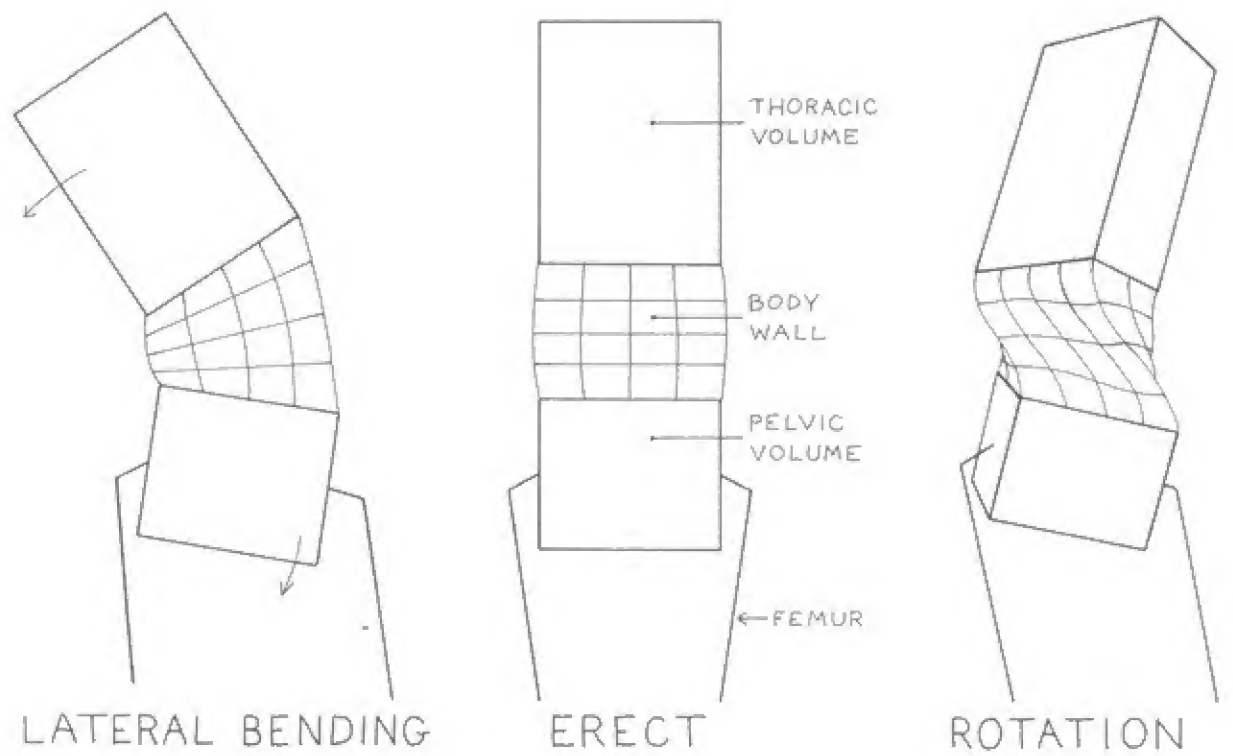 THORACIC
VOLUME
BODY
WALL
PELVIC
VOLUME
FEMUR
LATERAL BENDING
ERECT
ROTATION